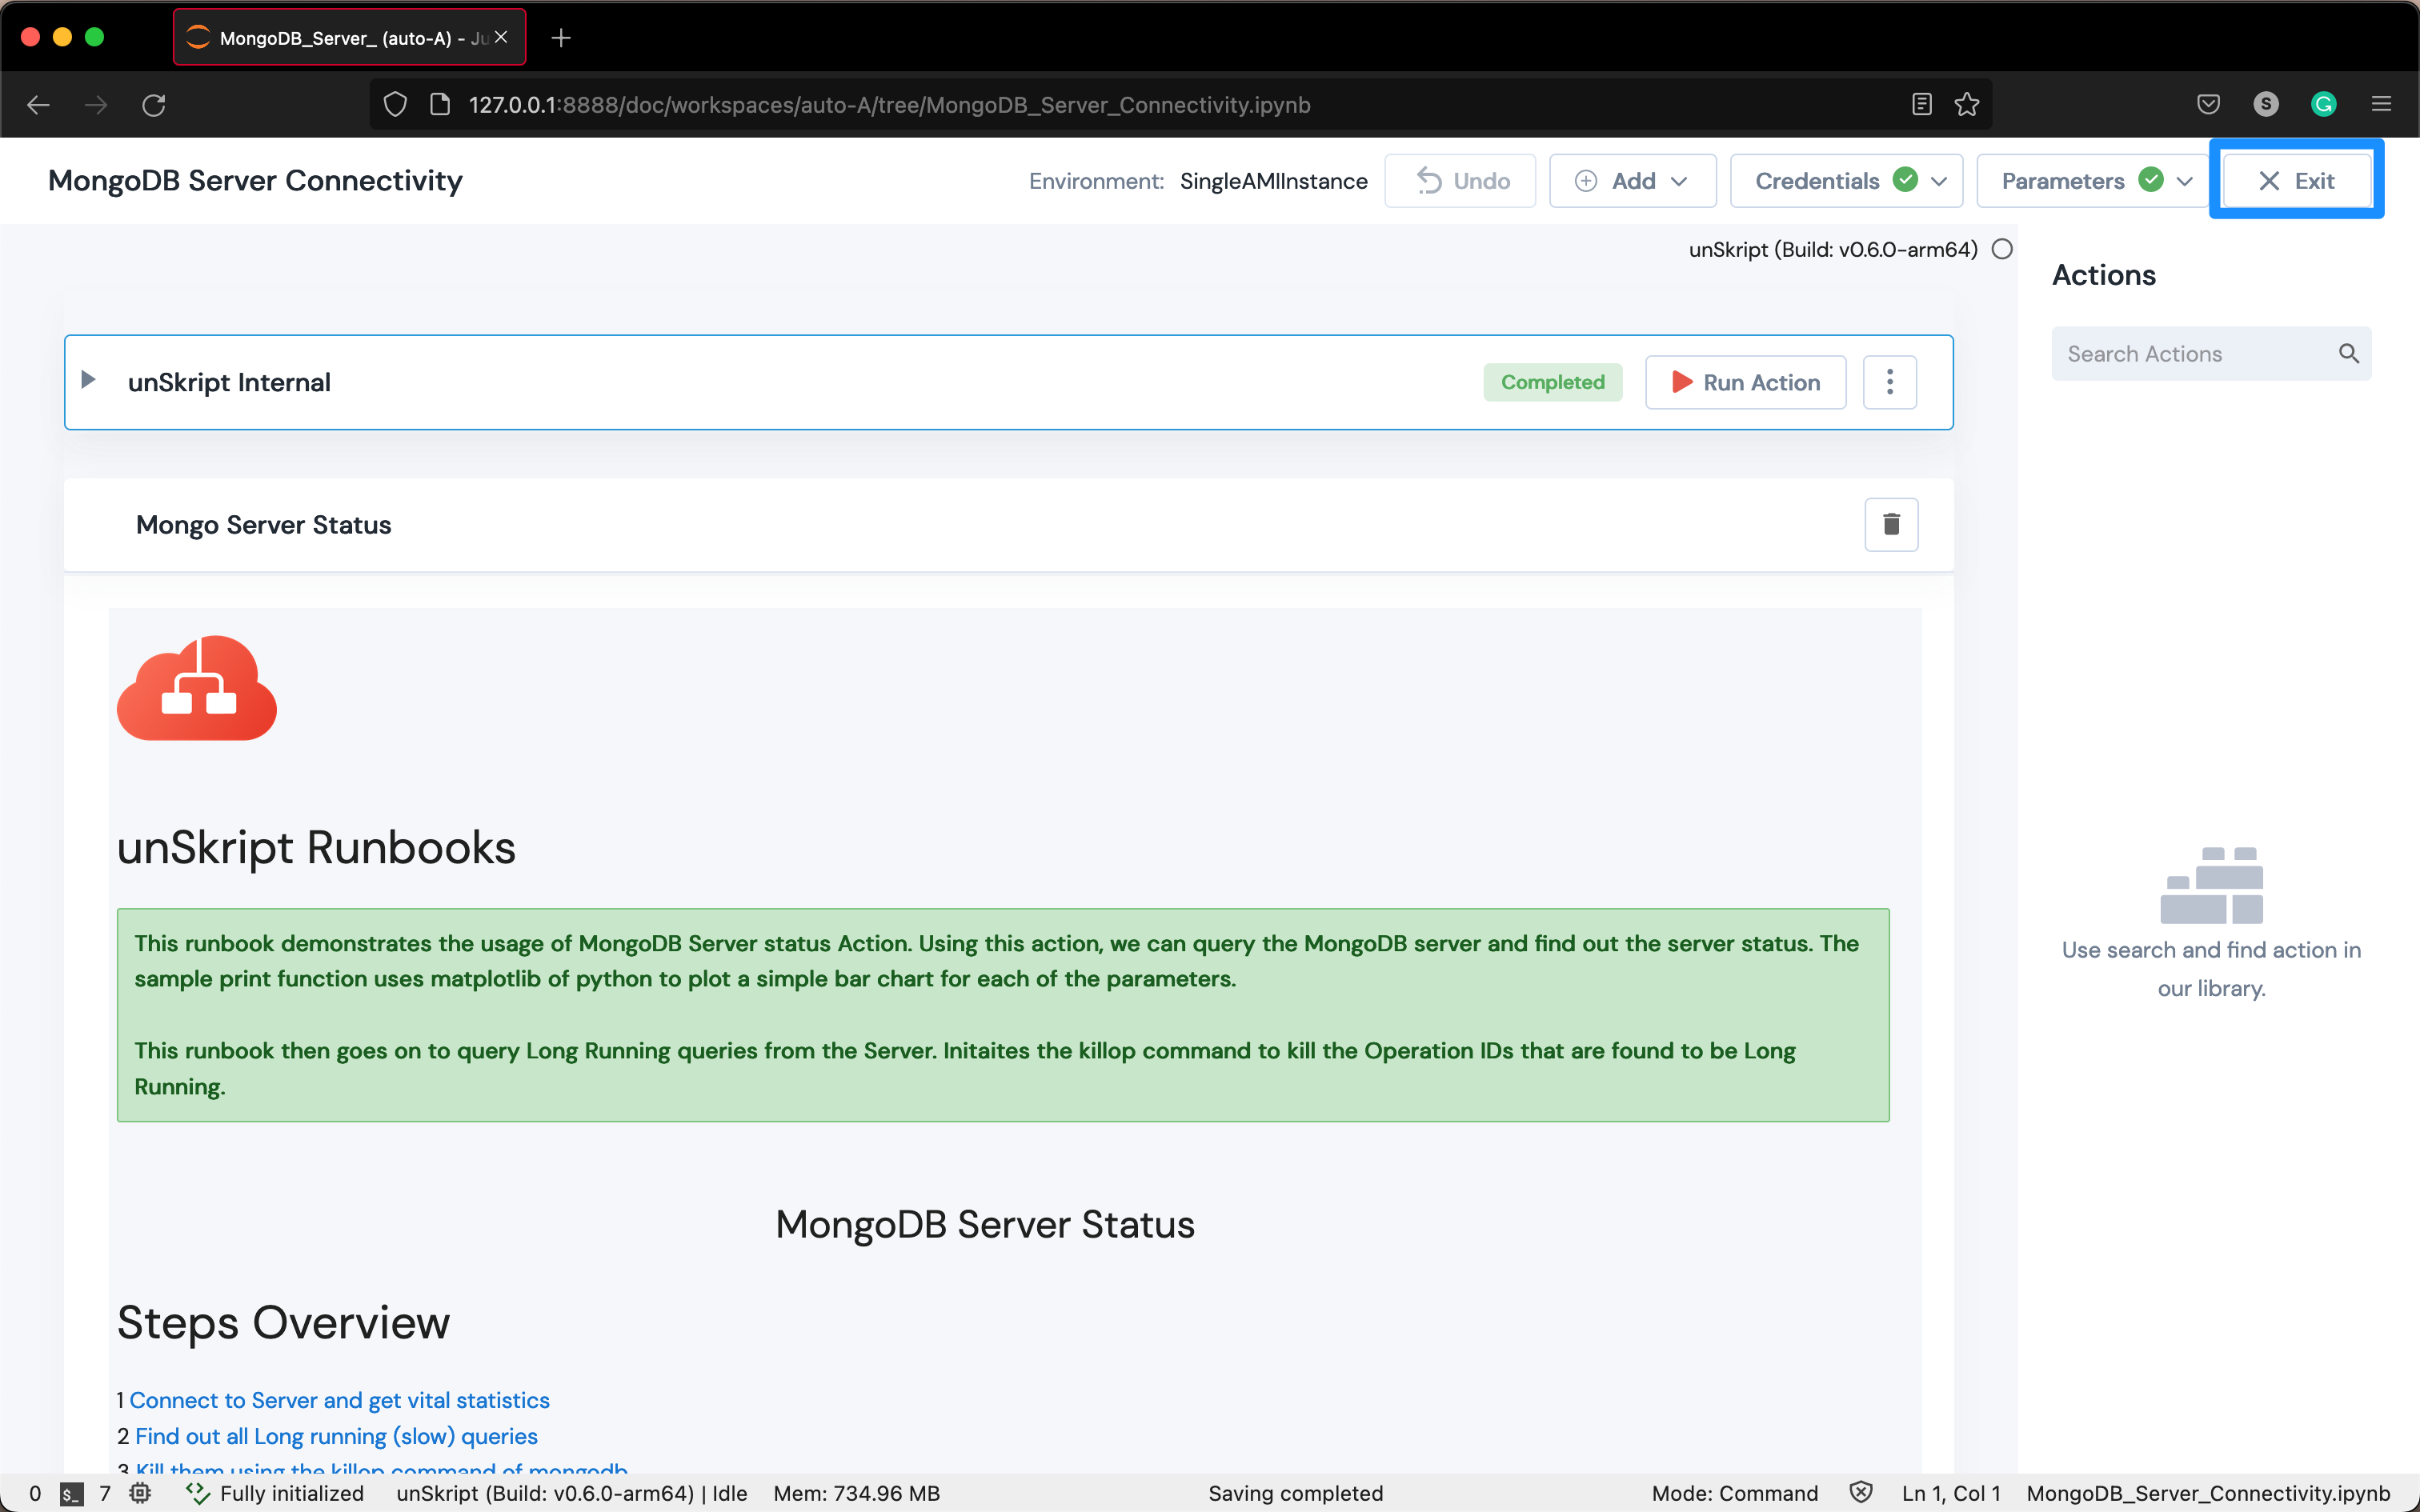 MongoDB_Server_ (auto-A) - Ju
127.0.0.1:8888/doc/workspaces/auto-A/tree/MongoDB_Server_Connectivity.ipynb
S
G
MongoDB Server Connectivity
Environment: SingleAMIInstance
Undo
Add
Credentials
Parameters
Exit
unSkript (Build: v0.6.0-arm64)
Actions
Search Actions
unSkript Internal
Completed
Run Action
Mongo Server Status
unSkript Runbooks
This runbook demonstrates the usage of MongoDB Server status Action. Using this action, we can query the MongoDB server and find out the server status. The
sample print function uses matplotlib of python to plot a simple bar chart for each of the parameters.
This runbook then goes on to query Long Running queries from the Server. Initaites the killop command to kill the Operation IDs that are found to be Long
Running.
Use search and find action in
our library.
MongoDB Server Status
Steps Overview
1 Connect to Server and get vital statistics
2 Find out all Long running (slow) queries
3 Kill them using the killop command of mongodb
0 $_ 7 Fully initialized unSkript (Build: v0.6.0-arm64) | Idle Mem: 734.96 MB Saving completed Mode: Command Ln 1, Col 1 MongoDB_Server_Connectivity.ipynb